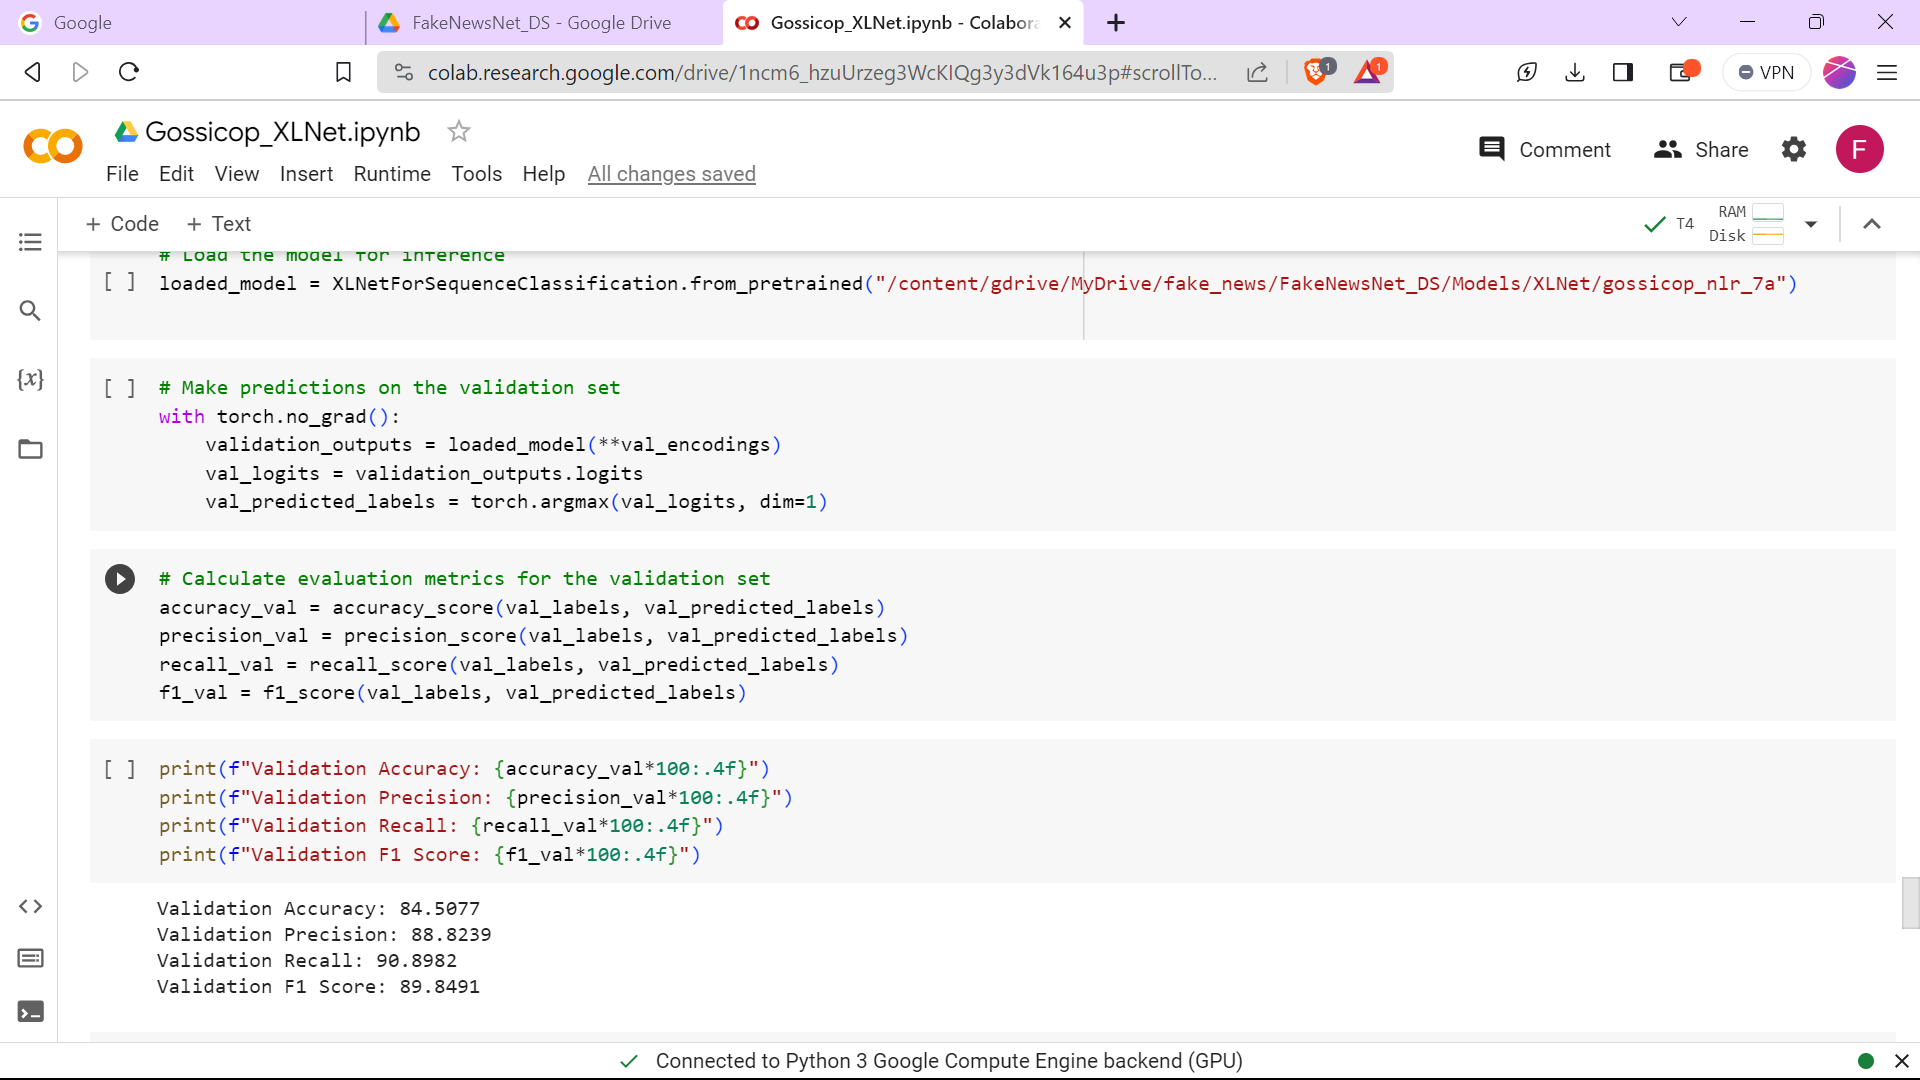 Google
FakeNewsNet_DS - Google Drive
Gossicop_XLNet.ipynb - Colabora
colab.research.google.com/drive/1ncm6_hzuUrzeg3WcKIQg3y3dVk164u3p#scrollTo...
1
1
VPN
CO
Gossicop_XLNet.ipynb
File Edit View Insert Runtime Tools Help All changes saved
Comment
Share
F
+ Code + Text
T4
RAM
Disk
{x}
# Load the model for inference
[ ] loaded_model = XLNetForSequenceClassification.from_pretrained("/content/gdrive/MyDrive/fake_news/FakeNewsNet_DS/Models/XLNet/gossicop_nlr_7a")
[ ] # Make predictions on the validation set
with torch.no_grad():
    validation_outputs = loaded_model(**val_encodings)
    val_logits = validation_outputs.logits
    val_predicted_labels = torch.argmax(val_logits, dim=1)
# Calculate evaluation metrics for the validation set
accuracy_val = accuracy_score(val_labels, val_predicted_labels)
precision_val = precision_score(val_labels, val_predicted_labels)
recall_val = recall_score(val_labels, val_predicted_labels)
f1_val = f1_score(val_labels, val_predicted_labels)
[ ] print(f"Validation Accuracy: {accuracy_val*100:.4f}")
print(f"Validation Precision: {precision_val*100:.4f}")
print(f"Validation Recall: {recall_val*100:.4f}")
print(f"Validation F1 Score: {f1_val*100:.4f}")
Validation Accuracy: 84.5077
Validation Precision: 88.8239
Validation Recall: 90.8982
Validation F1 Score: 89.8491
Connected to Python 3 Google Compute Engine backend (GPU)